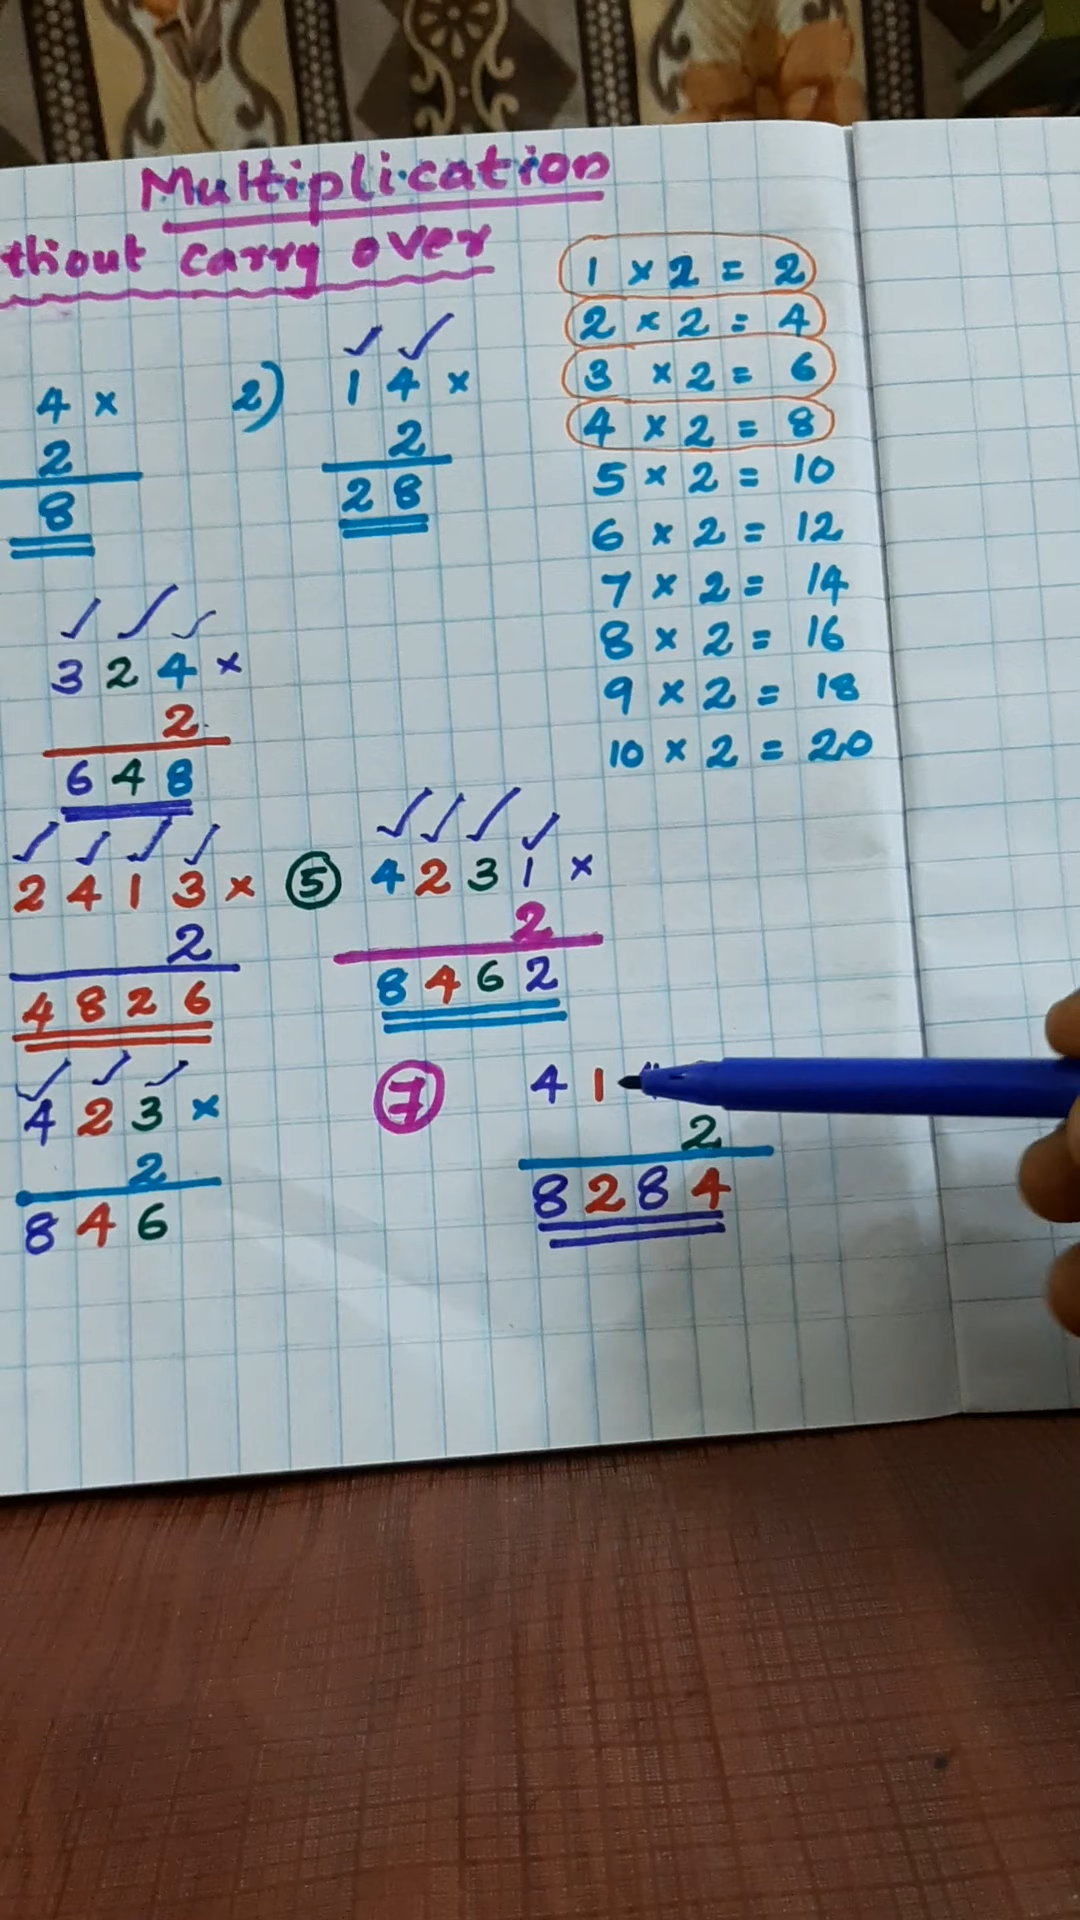 Multiplication
thout carry over
4 ×
2
8
2) 1 4 ×
2
2 8
1 × 2 = 2
2 × 2 = 4
3 × 2 = 6
4 × 2 = 8
5 × 2 = 10
6 × 2 = 12
7 × 2 = 14
8 × 2 = 16
9 × 2 = 18
10 × 2 = 20
3 2 4 ×
2
6 4 8
2 4 1 3 ×
2
4 8 2 6
5 4 2 3 1 ×
2
8 4 6 2
4 2 3 ×
2
8 4 6
7 4 1
2
8 2 8 4